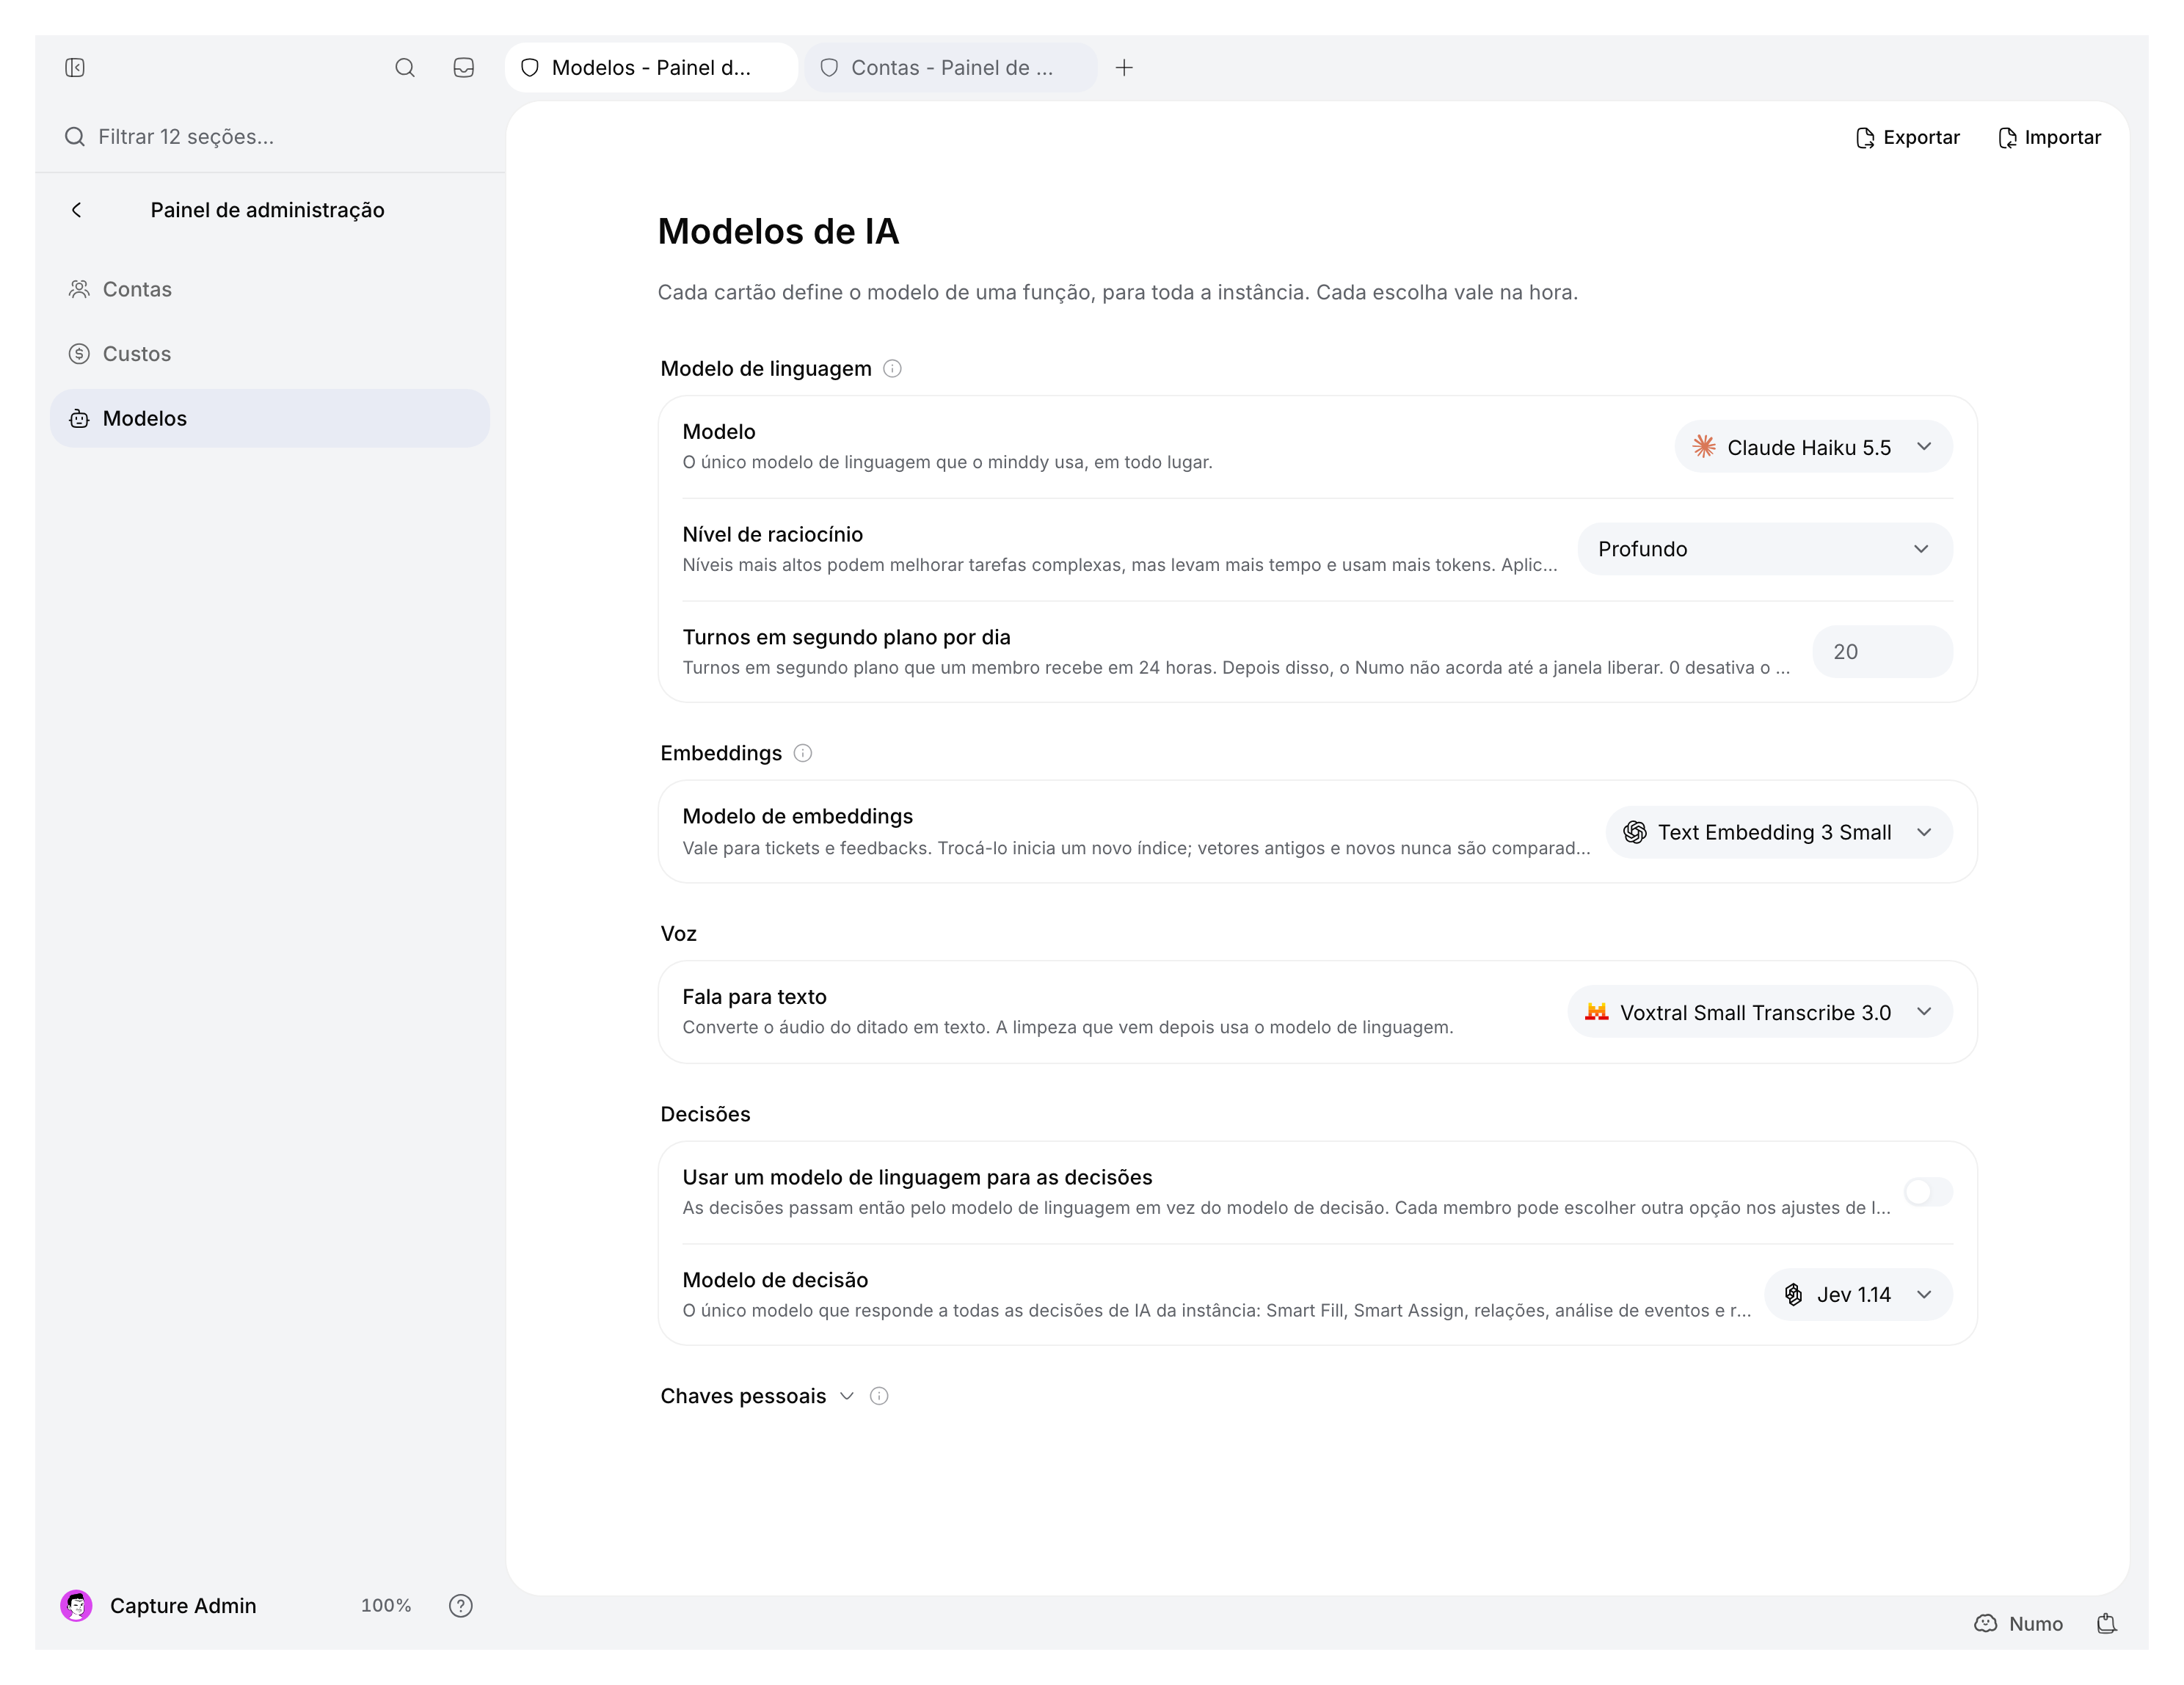 Modelos - Painel d...
Contas - Painel de ...
Filtrar 12 seções...
Painel de administração
Contas
Custos
Modelos
Exportar
Importar
Modelos de IA
Cada cartão define o modelo de uma função, para toda a instância. Cada escolha vale na hora.
Modelo de linguagem
Modelo
O único modelo de linguagem que o minddy usa, em todo lugar.
Claude Haiku 5.5
Nível de raciocínio
Níveis mais altos podem melhorar tarefas complexas, mas levam mais tempo e usam mais tokens. Aplic...
Profundo
Turnos em segundo plano por dia
Turnos em segundo plano que um membro recebe em 24 horas. Depois disso, o Numo não acorda até a janela liberar. 0 desativa o ...
20
Embeddings
Modelo de embeddings
Vale para tickets e feedbacks. Trocá-lo inicia um novo índice; vetores antigos e novos nunca são comparad...
Text Embedding 3 Small
Voz
Fala para texto
Converte o áudio do ditado em texto. A limpeza que vem depois usa o modelo de linguagem.
Voxtral Small Transcribe 3.0
Decisões
Usar um modelo de linguagem para as decisões
As decisões passam então pelo modelo de linguagem em vez do modelo de decisão. Cada membro pode escolher outra opção nos ajustes de I...
Modelo de decisão
O único modelo que responde a todas as decisões de IA da instância: Smart Fill, Smart Assign, relações, análise de eventos e r...
Jev 1.14
Chaves pessoais
Capture Admin
100%
Numo